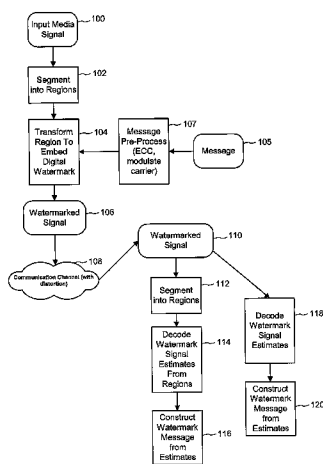 100
Input Media
Signal
102
Segment
into Regions
104
Transform
Region To
Embed
Digital
Watermark
107
Message
Pre-Process
(ECC,
modulate
carrier)
105
Message
106
Watermarked
Signal
108
Communication Channel (with
distortion)
110
Watermarked
Signal
112
Segment
into Regions
114
Decode
Watermark
Signal
Estimates
From
Regions
116
Construct
Watermark
Message
from
Estimates
118
Decode
Watermark
Signal
Estimates
120
Construct
Watermark
Message
from Estimates